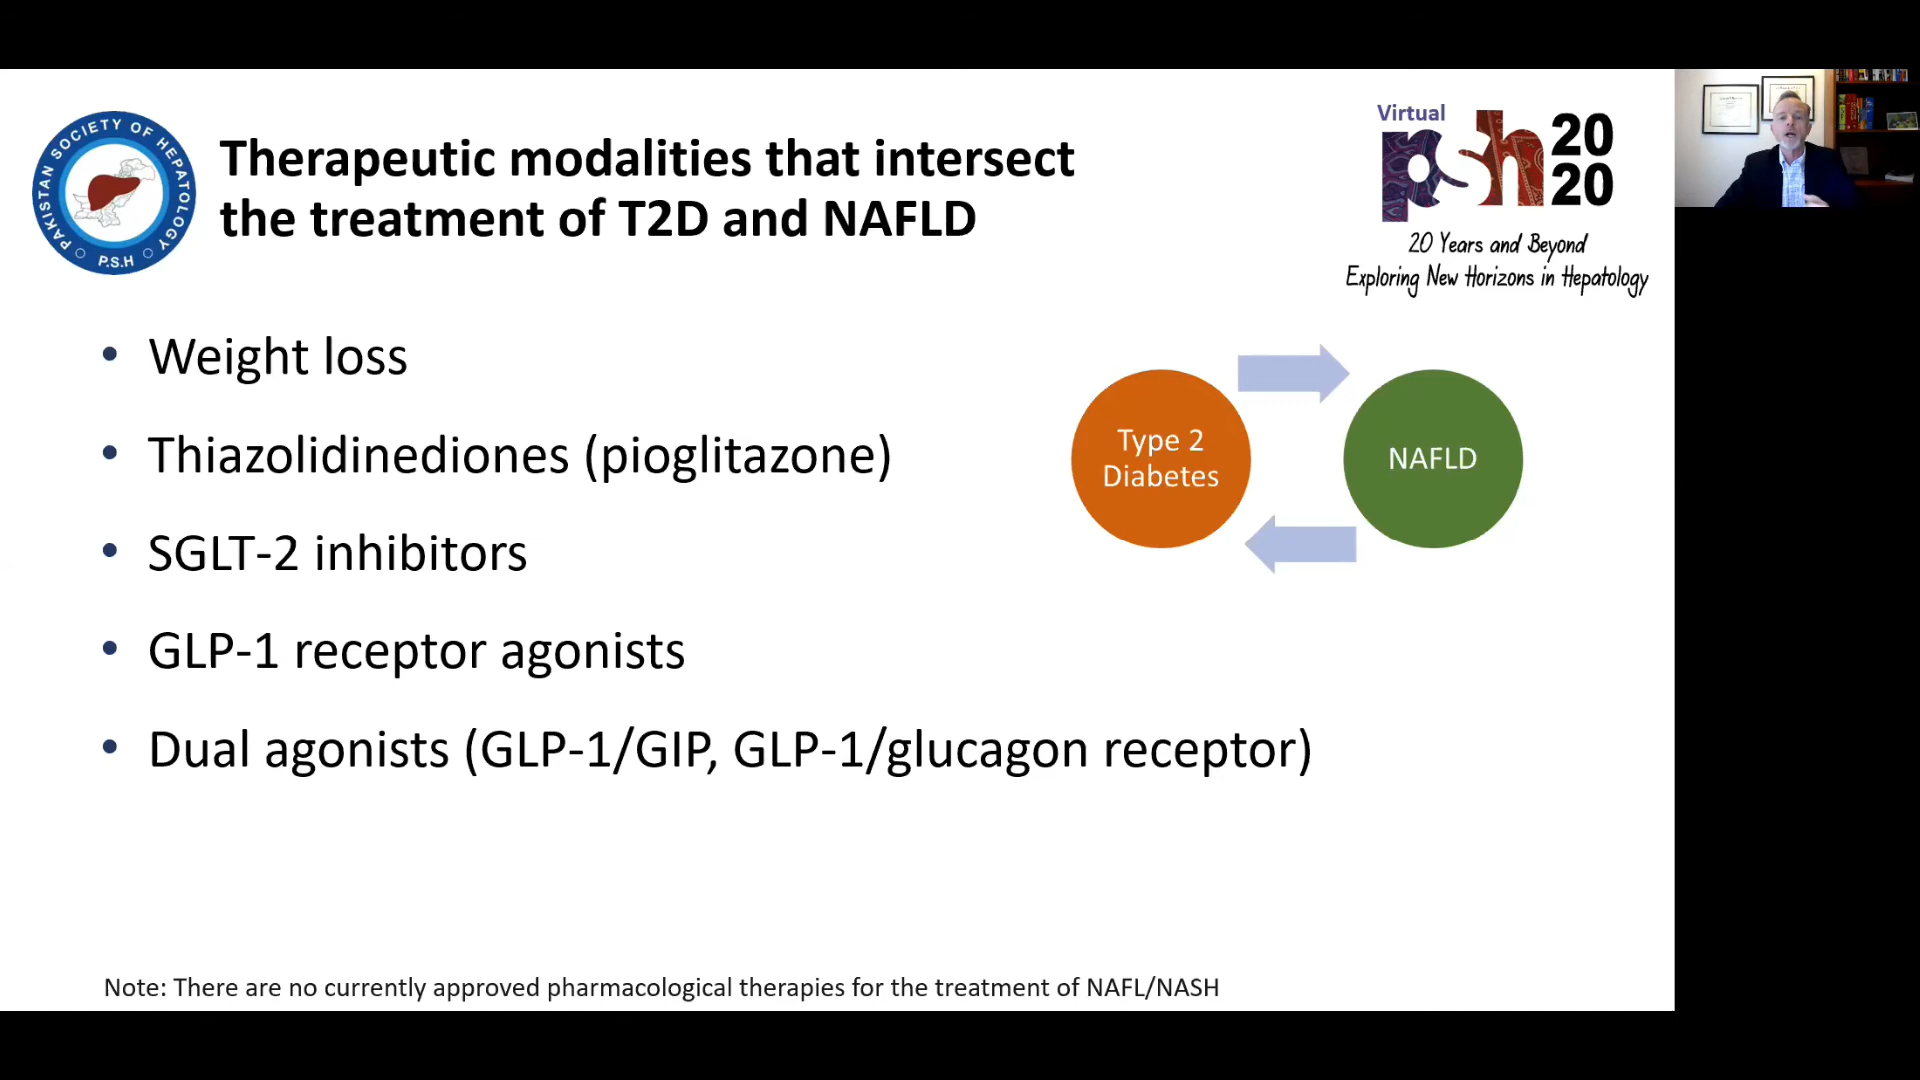 PAKISTAN SOCIETY OF HEPATOLOGY
P.S.H
Therapeutic modalities that intersect
the treatment of T2D and NAFLD
Virtual
psh 20
20
20 Years and Beyond
Exploring New Horizons in Hepatology
• Weight loss
• Thiazolidinediones (pioglitazone)
• SGLT-2 inhibitors
• GLP-1 receptor agonists
• Dual agonists (GLP-1/GIP, GLP-1/glucagon receptor)
Type 2
Diabetes
NAFLD
Note: There are no currently approved pharmacological therapies for the treatment of NAFL/NASH